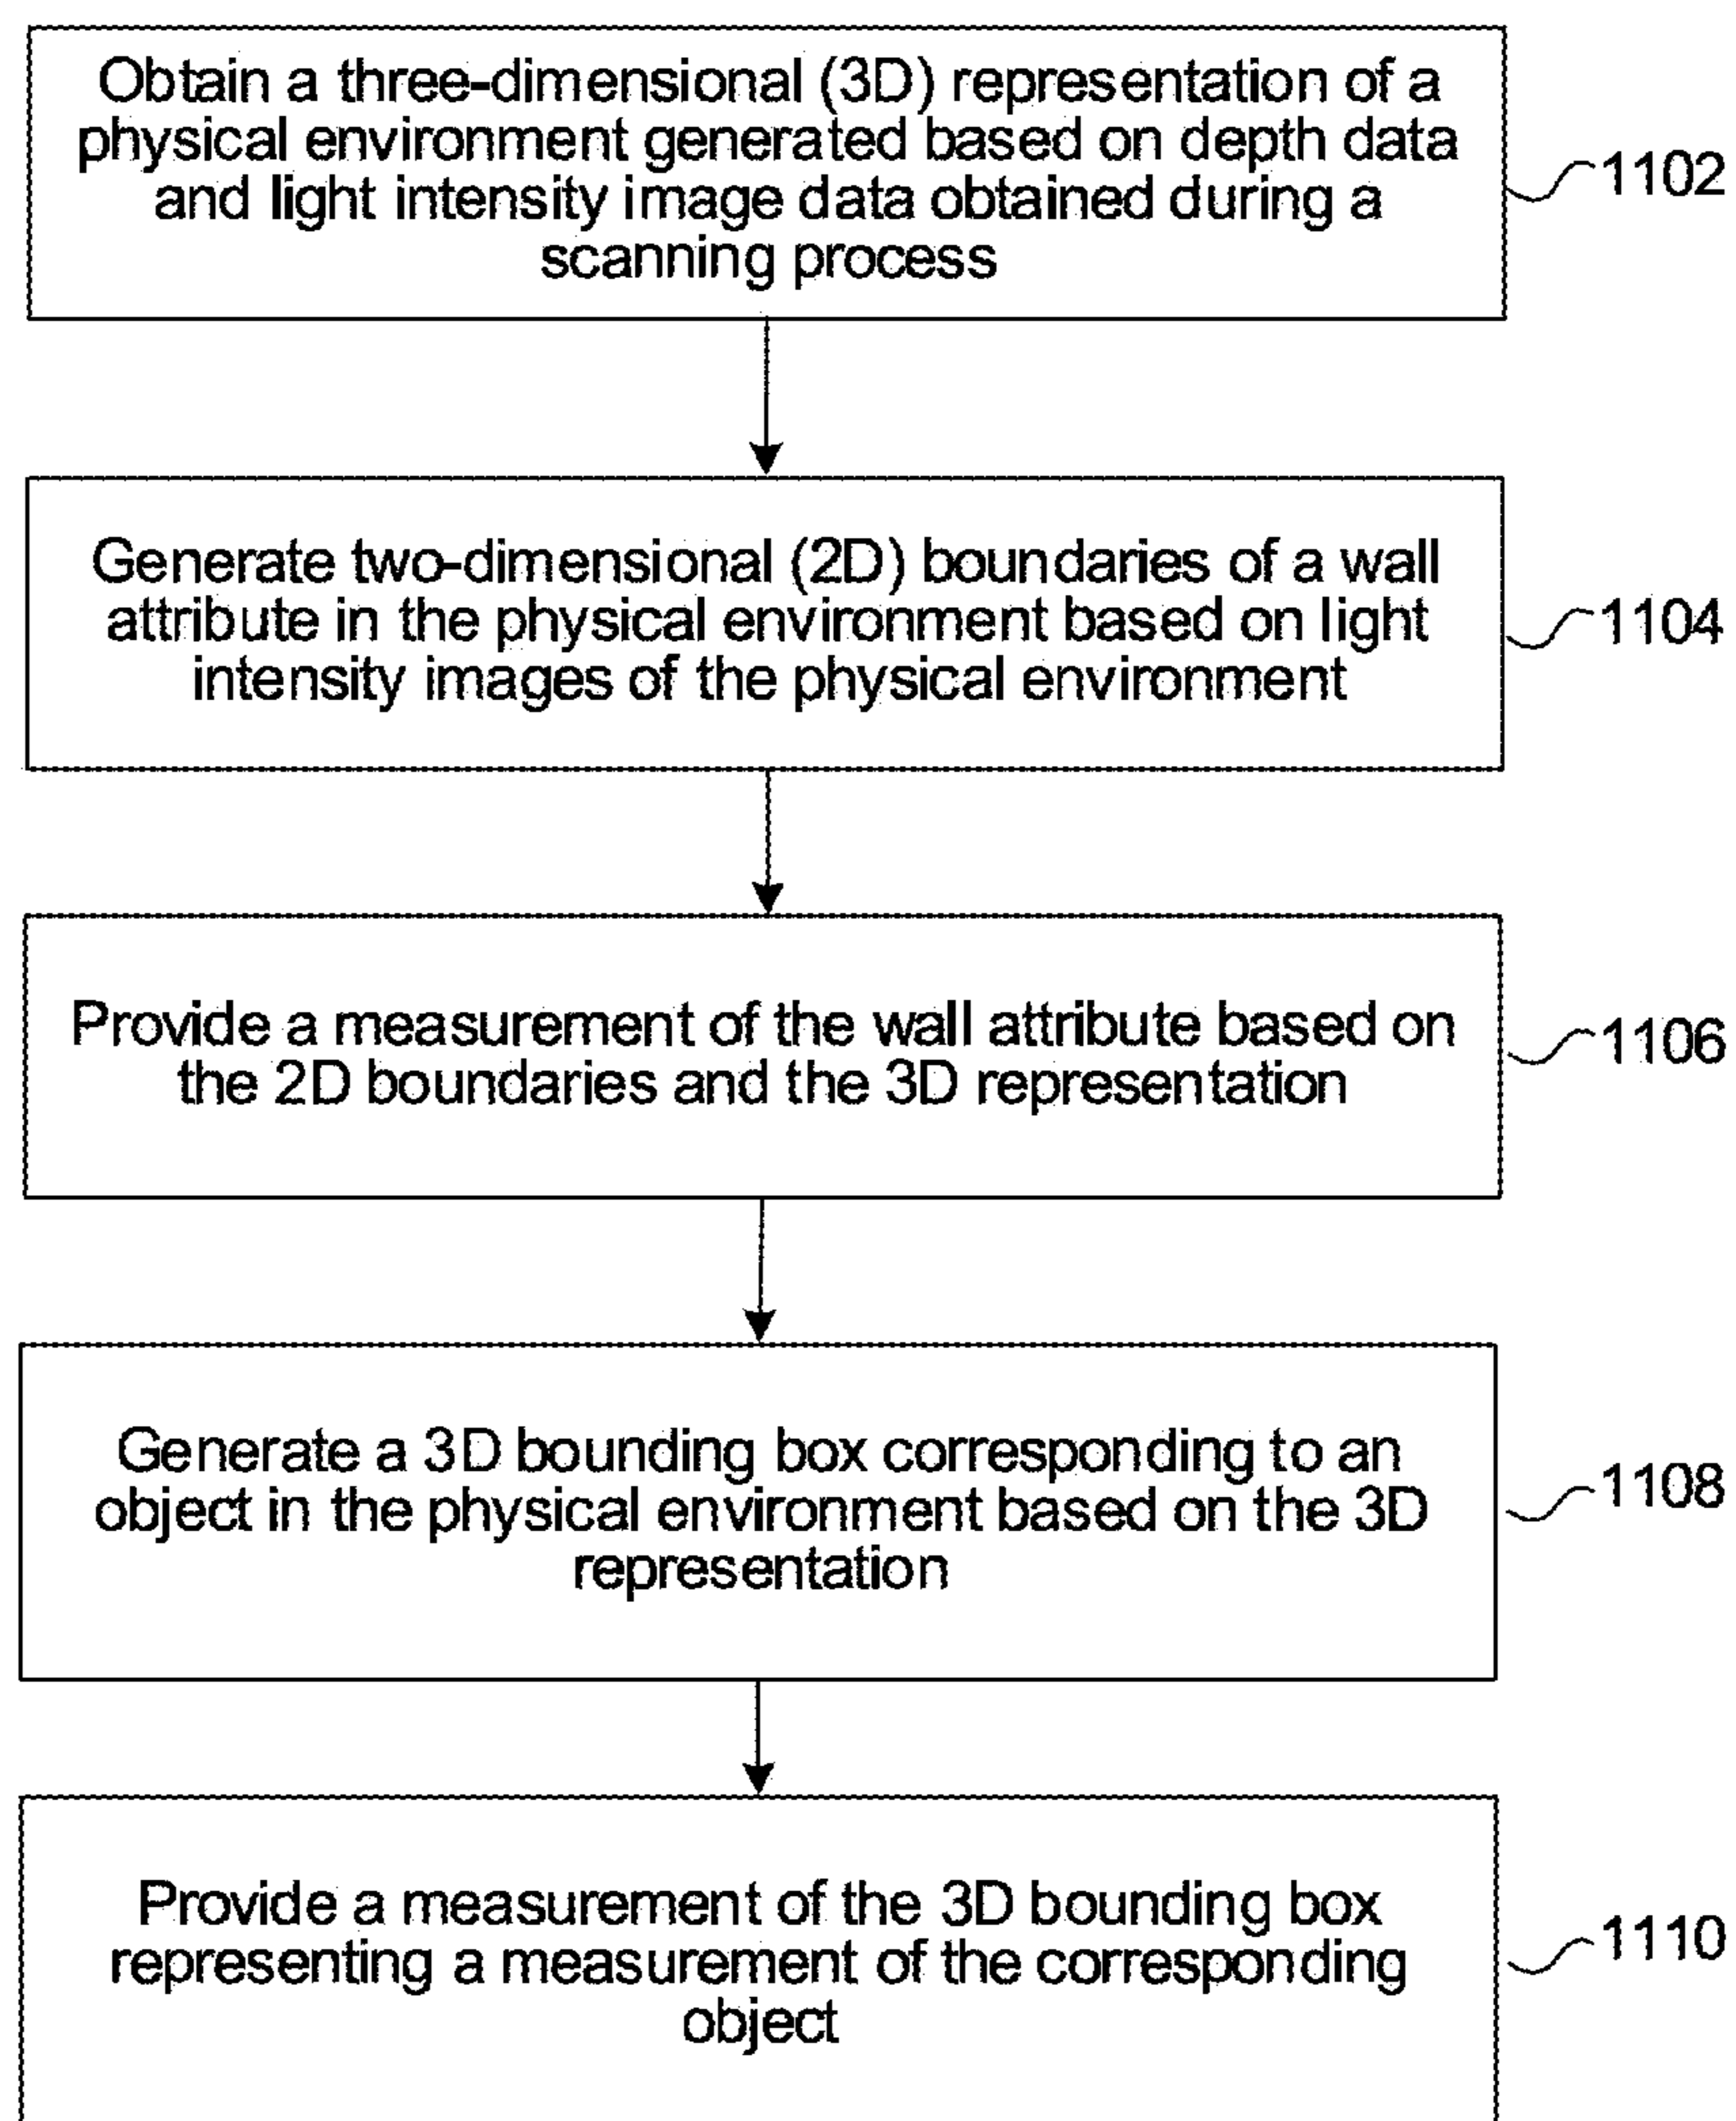 Obtain a three-dimensional (3D) representation of a
physical environment generated based on depth data
and light intensity image data obtained during a
scanning process
1102
Generate two-dimensional (2D) boundaries of a wall
attribute in the physical environment based on light
intensity images of the physical environment
1104
Provide a measurement of the wall attribute based on
the 2D boundaries and the 3D representation
1106
Generate a 3D bounding box corresponding to an
object in the physical environment based on the 3D
representation
1108
Provide a measurement of the 3D bounding box
representing a measurement of the corresponding
object
1110